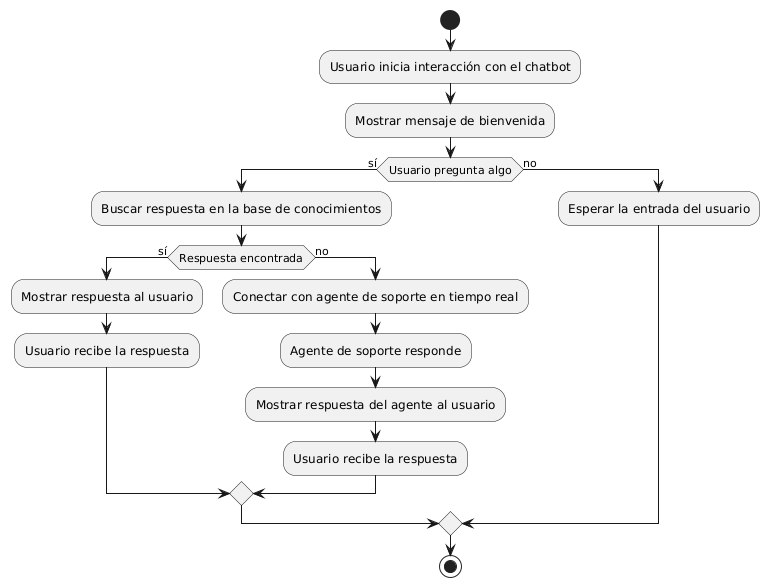 Usuario inicia interacción con el chatbot
Mostrar mensaje de bienvenida
sí
Usuario pregunta algo
no
Buscar respuesta en la base de conocimientos
Esperar la entrada del usuario
sí
Respuesta encontrada
no
Mostrar respuesta al usuario
Conectar con agente de soporte en tiempo real
Usuario recibe la respuesta
Agente de soporte responde
Mostrar respuesta del agente al usuario
Usuario recibe la respuesta